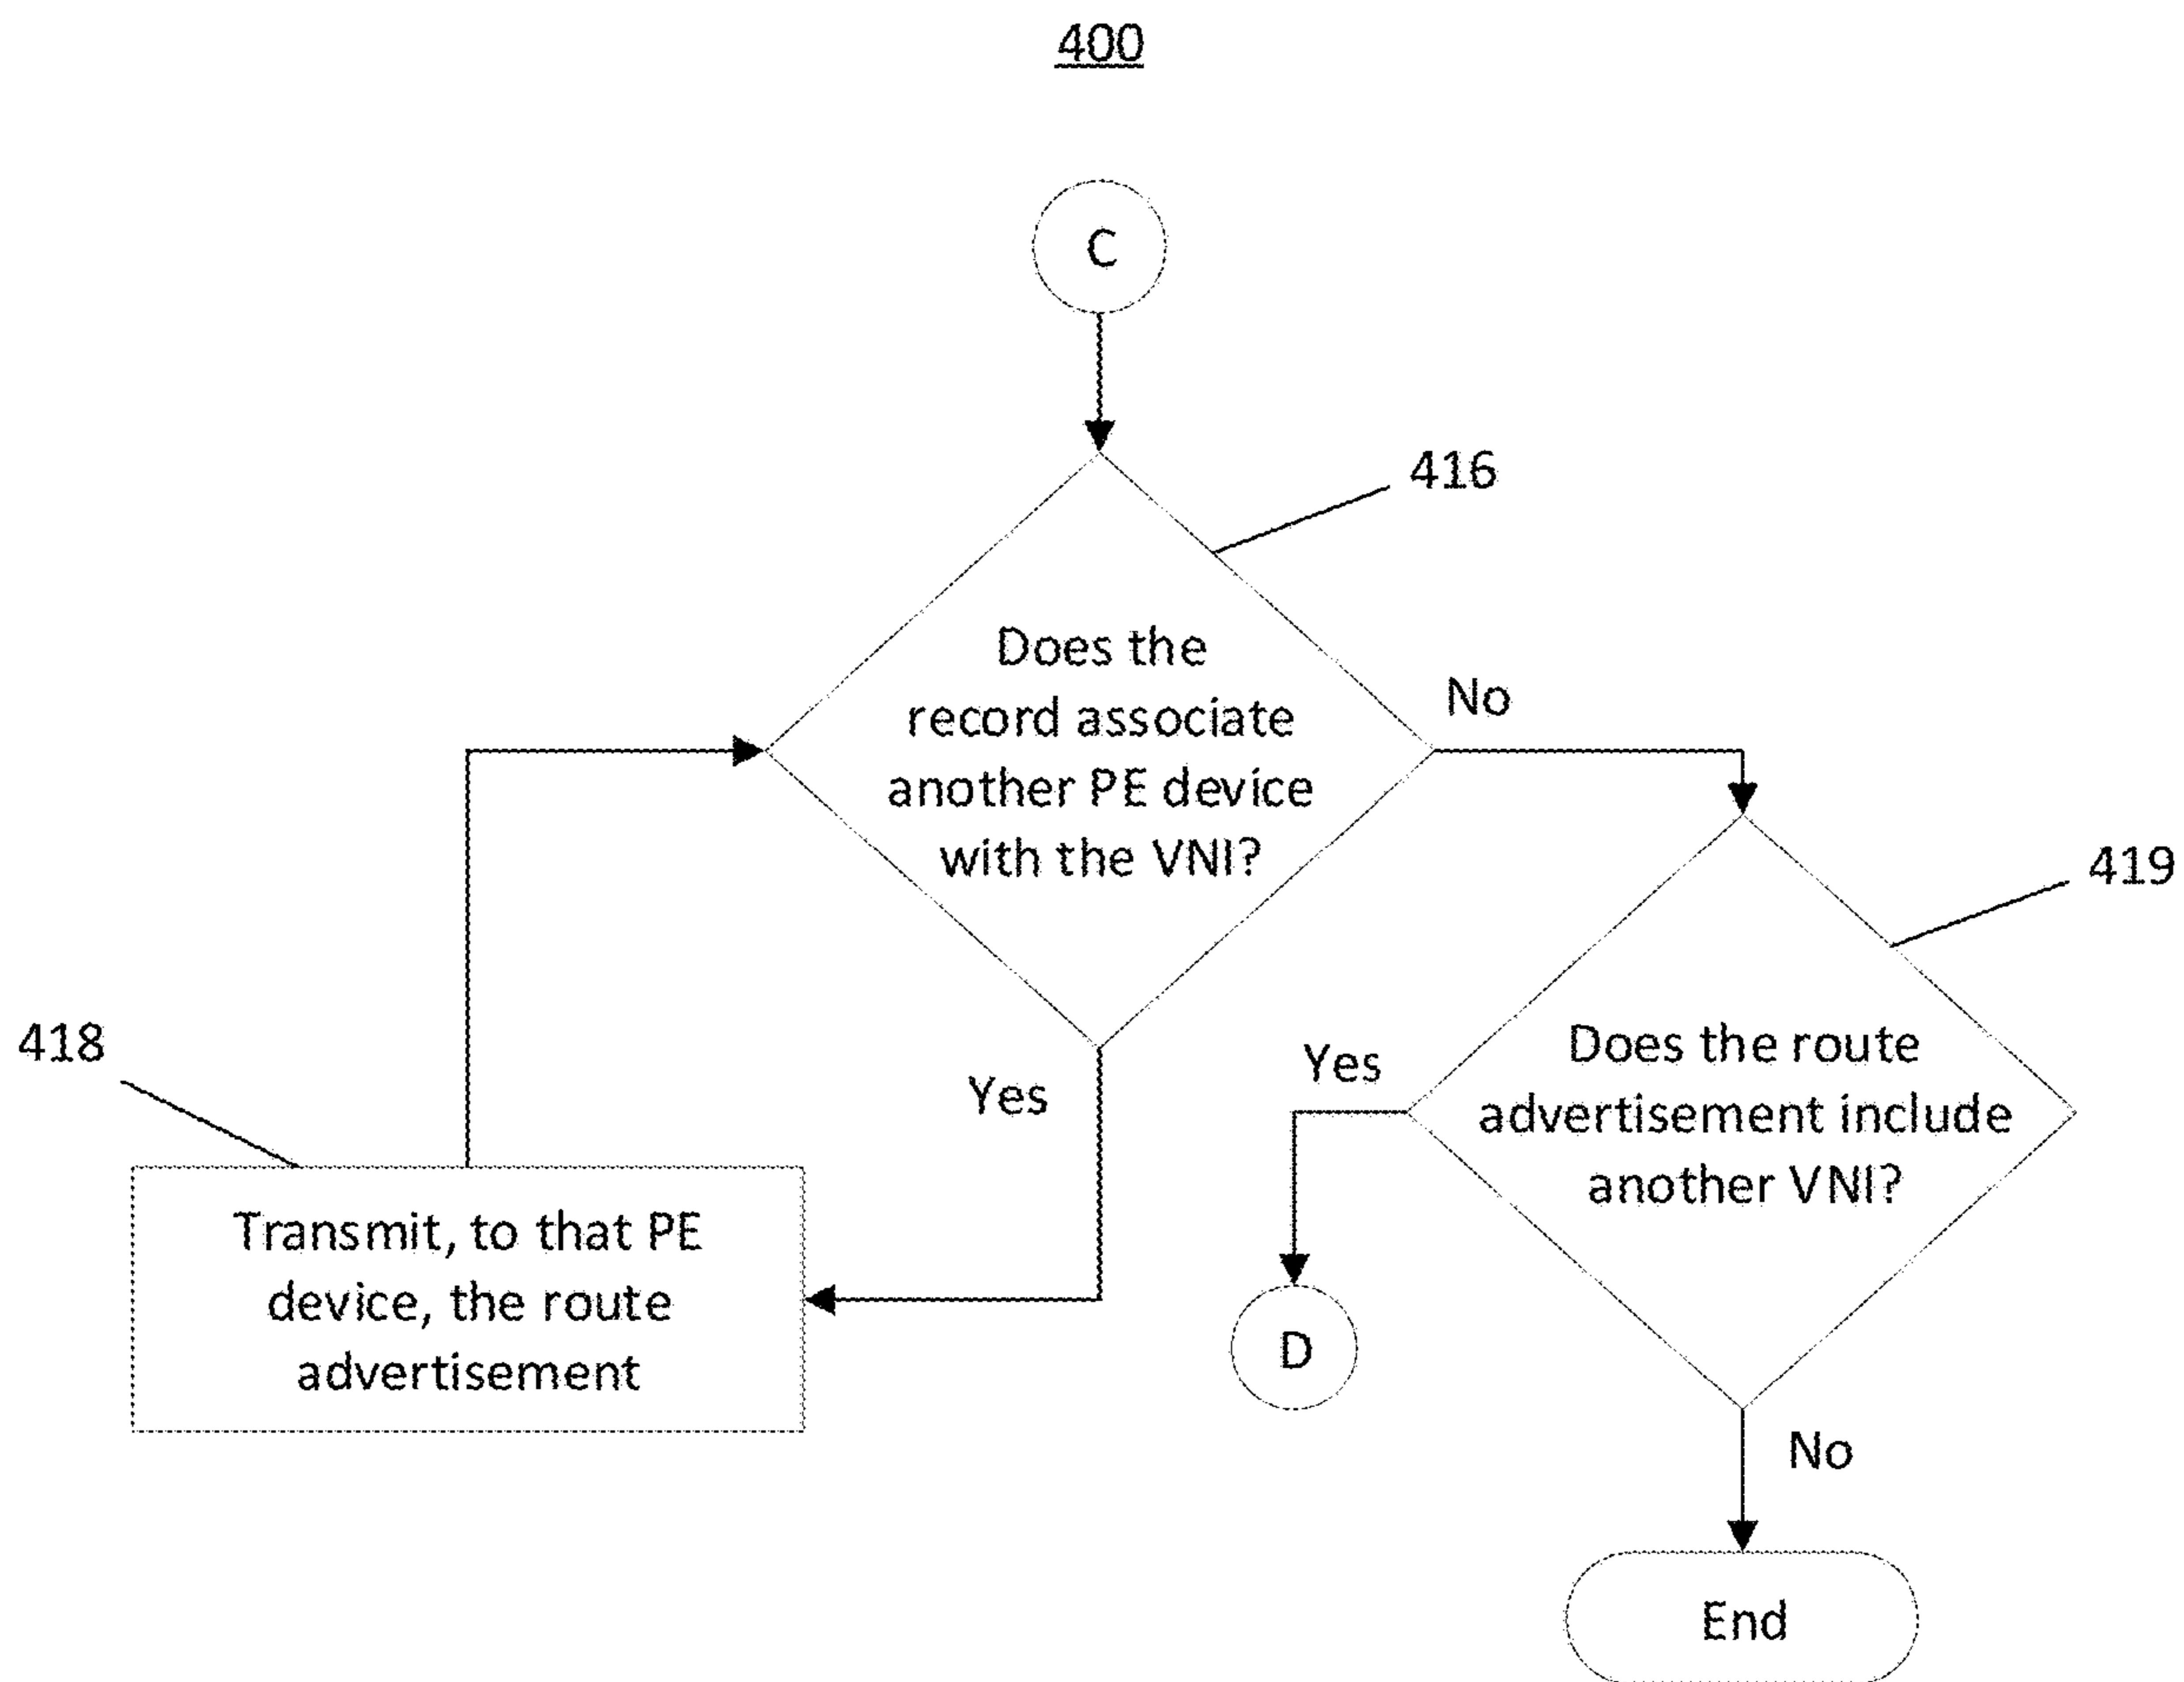 400
C
416
Does the
record associate
another PE device
with the VNI?
No
419
Does the route
advertisement include
another VNI?
Yes
418
Yes
Transmit, to that PE
device, the route
advertisement
D
No
End